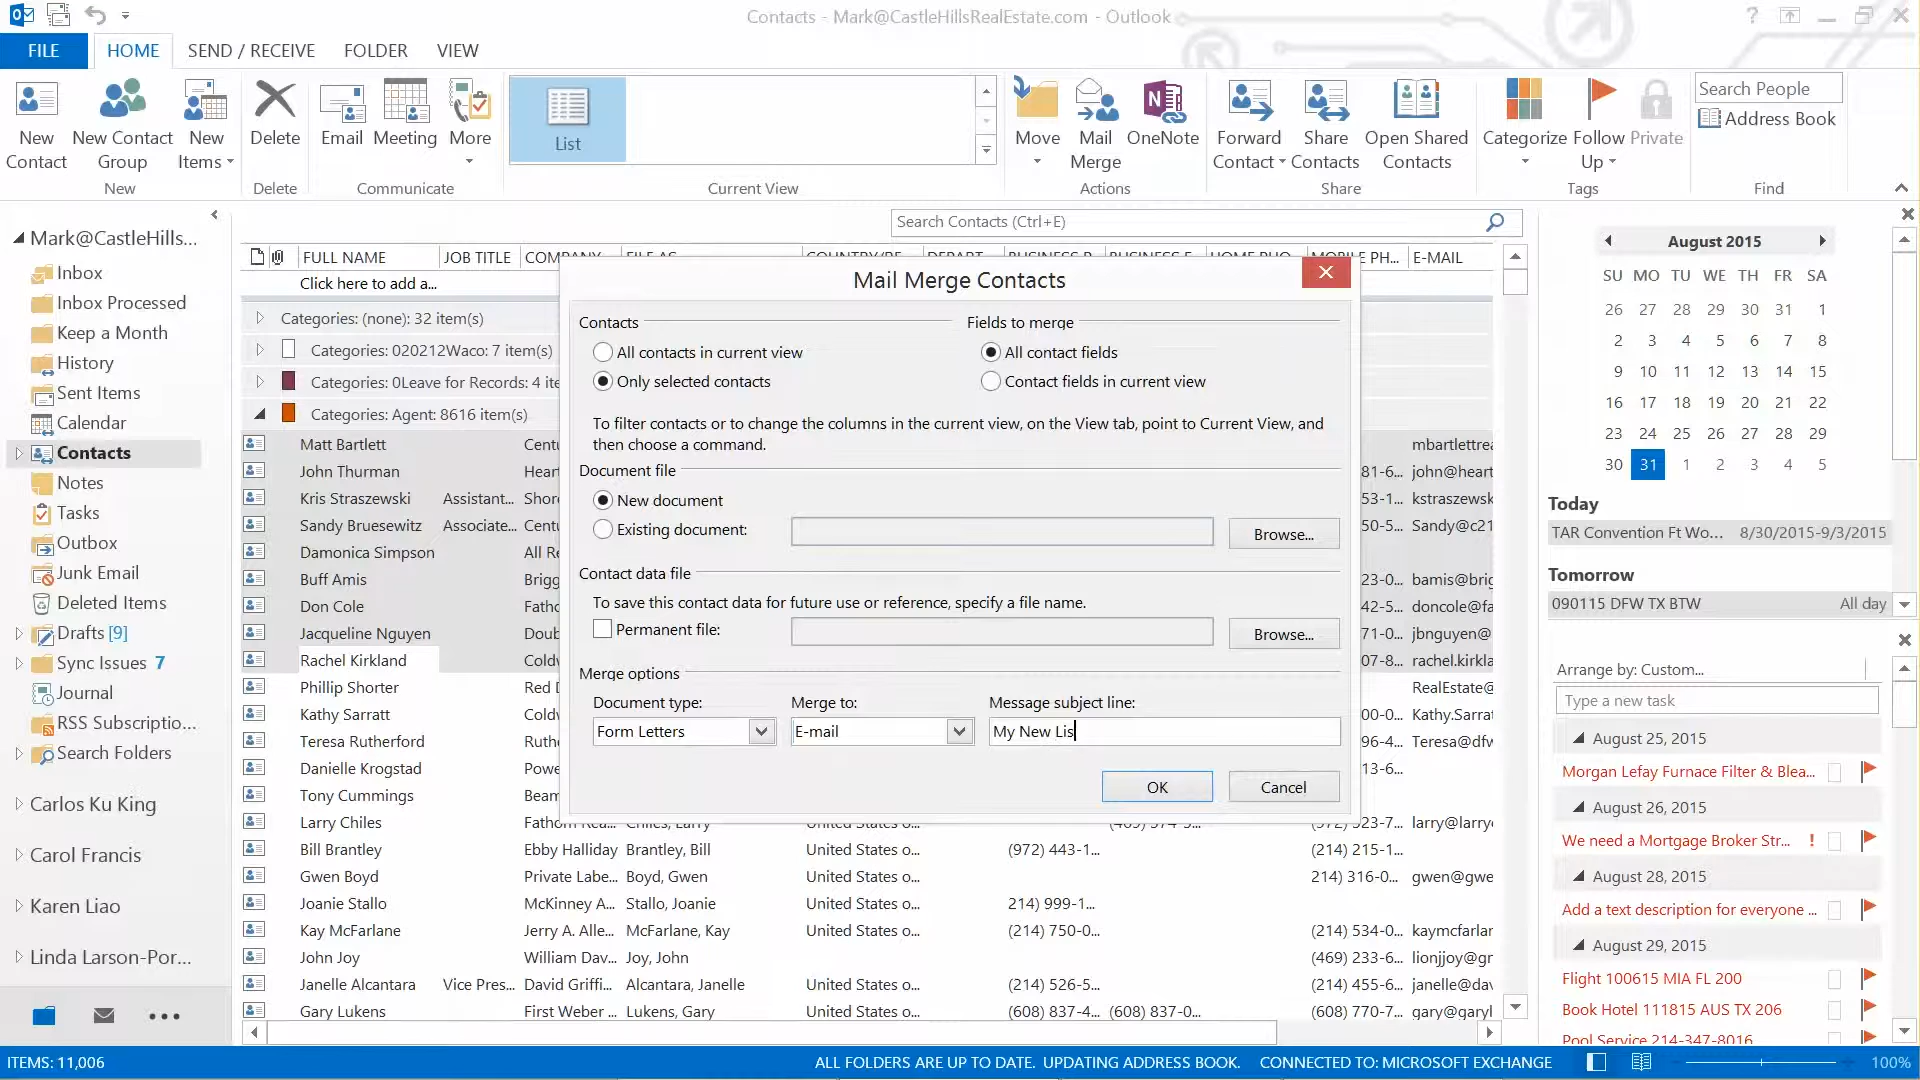 Contacts - Mark@CastleHillsRealEstate.com - Outlook
FILE HOME SEND / RECEIVE FOLDER VIEW
New Contact
New Contact Group
New Items
New
Delete
Delete
Email Meeting More
Communicate
List
Current View
Move
Mail Merge
OneNote
Actions
Forward Contact
Share Contacts
Open Shared Contacts
Share
Categorize
Follow Up
Private
Tags
Search People
Address Book
Find
Mark@CastleHills...
Inbox
Inbox Processed
Keep a Month
History
Sent Items
Calendar
Contacts
Notes
Tasks
Outbox
Junk Email
Deleted Items
Drafts [9]
Sync Issues 7
Journal
RSS Subscriptio...
Search Folders
Carlos Ku King
Carol Francis
Karen Liao
Linda Larson-Por...
Search Contacts (Ctrl+E)
FULL NAME JOB TITLE COMPANY FILE AS COUNTRY/RE... DEPART... HOME PHO... MOBILE PH... E-MAIL
Click here to add a...
Categories: (none): 32 item(s)
Categories: 020212Waco: 7 item(s)
Categories: 0Leave for Records: 4 ite
Categories: Agent: 8616 item(s)
Matt Bartlett Centu mbartlettrea
John Thurman Heart 81-6... john@heart
Kris Straszewski Assistant... Shore 53-1... kstraszewsk
Sandy Bruesewitz Associate... Centu 50-5... Sandy@c21
Damonica Simpson All Re
Buff Amis Brigg 23-0... bamis@brig
Don Cole Fatho 42-5... doncole@fa
Jacqueline Nguyen Doub 71-0... jbnguyen@
Rachel Kirkland Coldw 07-8... rachel.kirkla
Phillip Shorter Red D RealEstate@
Kathy Sarratt Coldw 00-0... Kathy.Sarrat
Teresa Rutherford Ruthe 96-4... Teresa@dfw
Danielle Krogstad Powe 13-6...
Tony Cummings Beam
Larry Chiles Fathom Rea... Chiles, Larry United States o... (469) 574-5... (972) 323-7... larry@larry
Bill Brantley Ebby Halliday Brantley, Bill United States o... (972) 443-1... (214) 215-1...
Gwen Boyd Private Labe... Boyd, Gwen United States o... 214) 316-0... gwen@gwe
Joanie Stallo McKinney A... Stallo, Joanie United States o... 214) 999-1...
Kay McFarlane Jerry A. Alle... McFarlane, Kay United States o... (214) 750-0... (214) 534-0... kaymcfarlar
John Joy William Dav... Joy, John (469) 233-6... lionjjoy@gr
Janelle Alcantara Vice Pres... David Griffi... Alcantara, Janelle United States o... (214) 526-5... (214) 455-6... janelle@dav
Gary Lukens First Weber ... Lukens, Gary United States o... (608) 837-4... (608) 837-0... (608) 770-7... gary@garyl
Mail Merge Contacts
Contacts
All contacts in current view
Only selected contacts
Fields to merge
All contact fields
Contact fields in current view
To filter contacts or to change the columns in the current view, on the View tab, point to Current View, and
then choose a command.
Document file
New document
Existing document: Browse...
Contact data file
To save this contact data for future use or reference, specify a file name.
Permanent file: Browse...
Merge options
Document type: Merge to: Message subject line:
Form Letters E-mail My New Lis
OK Cancel
August 2015
SU MO TU WE TH FR SA
26 27 28 29 30 31 1
2 3 4 5 6 7 8
9 10 11 12 13 14 15
16 17 18 19 20 21 22
23 24 25 26 27 28 29
30 31 1 2 3 4 5
Today
TAR Convention Ft Wo... 8/30/2015-9/3/2015
Tomorrow
090115 DFW TX BTW All day
Arrange by: Custom...
Type a new task
August 25, 2015
Morgan Lefay Furnace Filter & Blea...
August 26, 2015
We need a Mortgage Broker Str... !
August 28, 2015
Add a text description for everyone ...
August 29, 2015
Flight 100615 MIA FL 200
Book Hotel 111815 AUS TX 206
Pool Service 214-347-8016
ITEMS: 11,006
ALL FOLDERS ARE UP TO DATE. UPDATING ADDRESS BOOK. CONNECTED TO: MICROSOFT EXCHANGE 100%